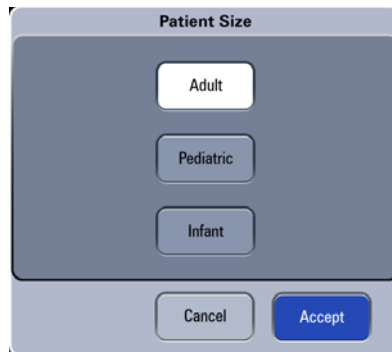 Patient Size
Adult
Pediatric
Infant
Cancel Accept